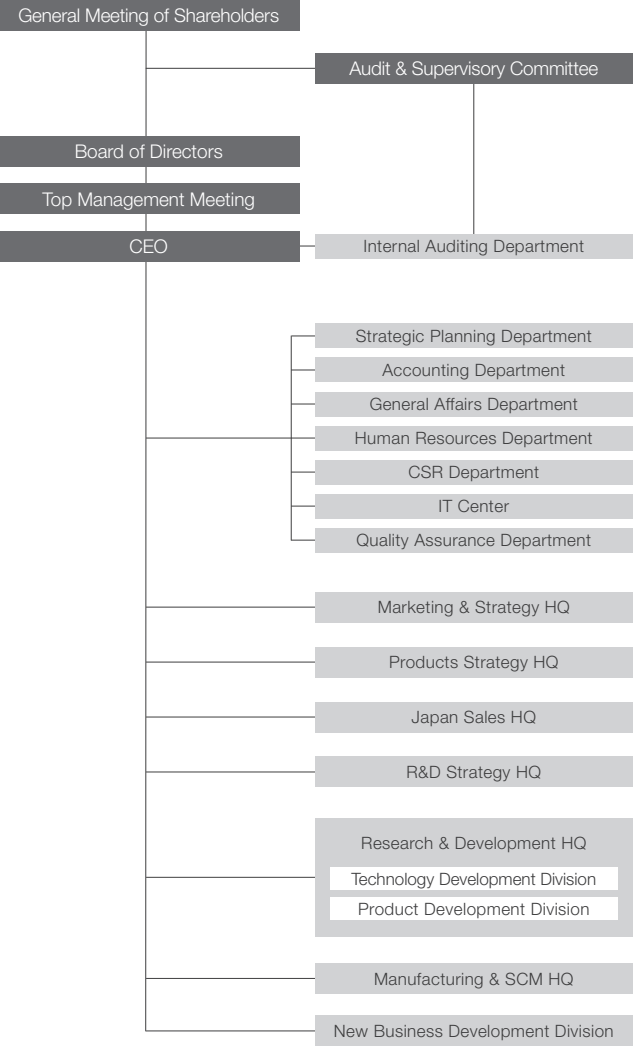 General Meeting of Shareholders
Audit & Supervisory Committee
Board of Directors
Top Management Meeting
CEO
Internal Auditing Department
Strategic Planning Department
Accounting Department
General Affairs Department
Human Resources Department
CSR Department
IT Center
Quality Assurance Department
Marketing & Strategy HQ
Products Strategy HQ
Japan Sales HQ
R&D Strategy HQ
Research & Development HQ
Technology Development Division
Product Development Division
Manufacturing & SCM HQ
New Business Development Division